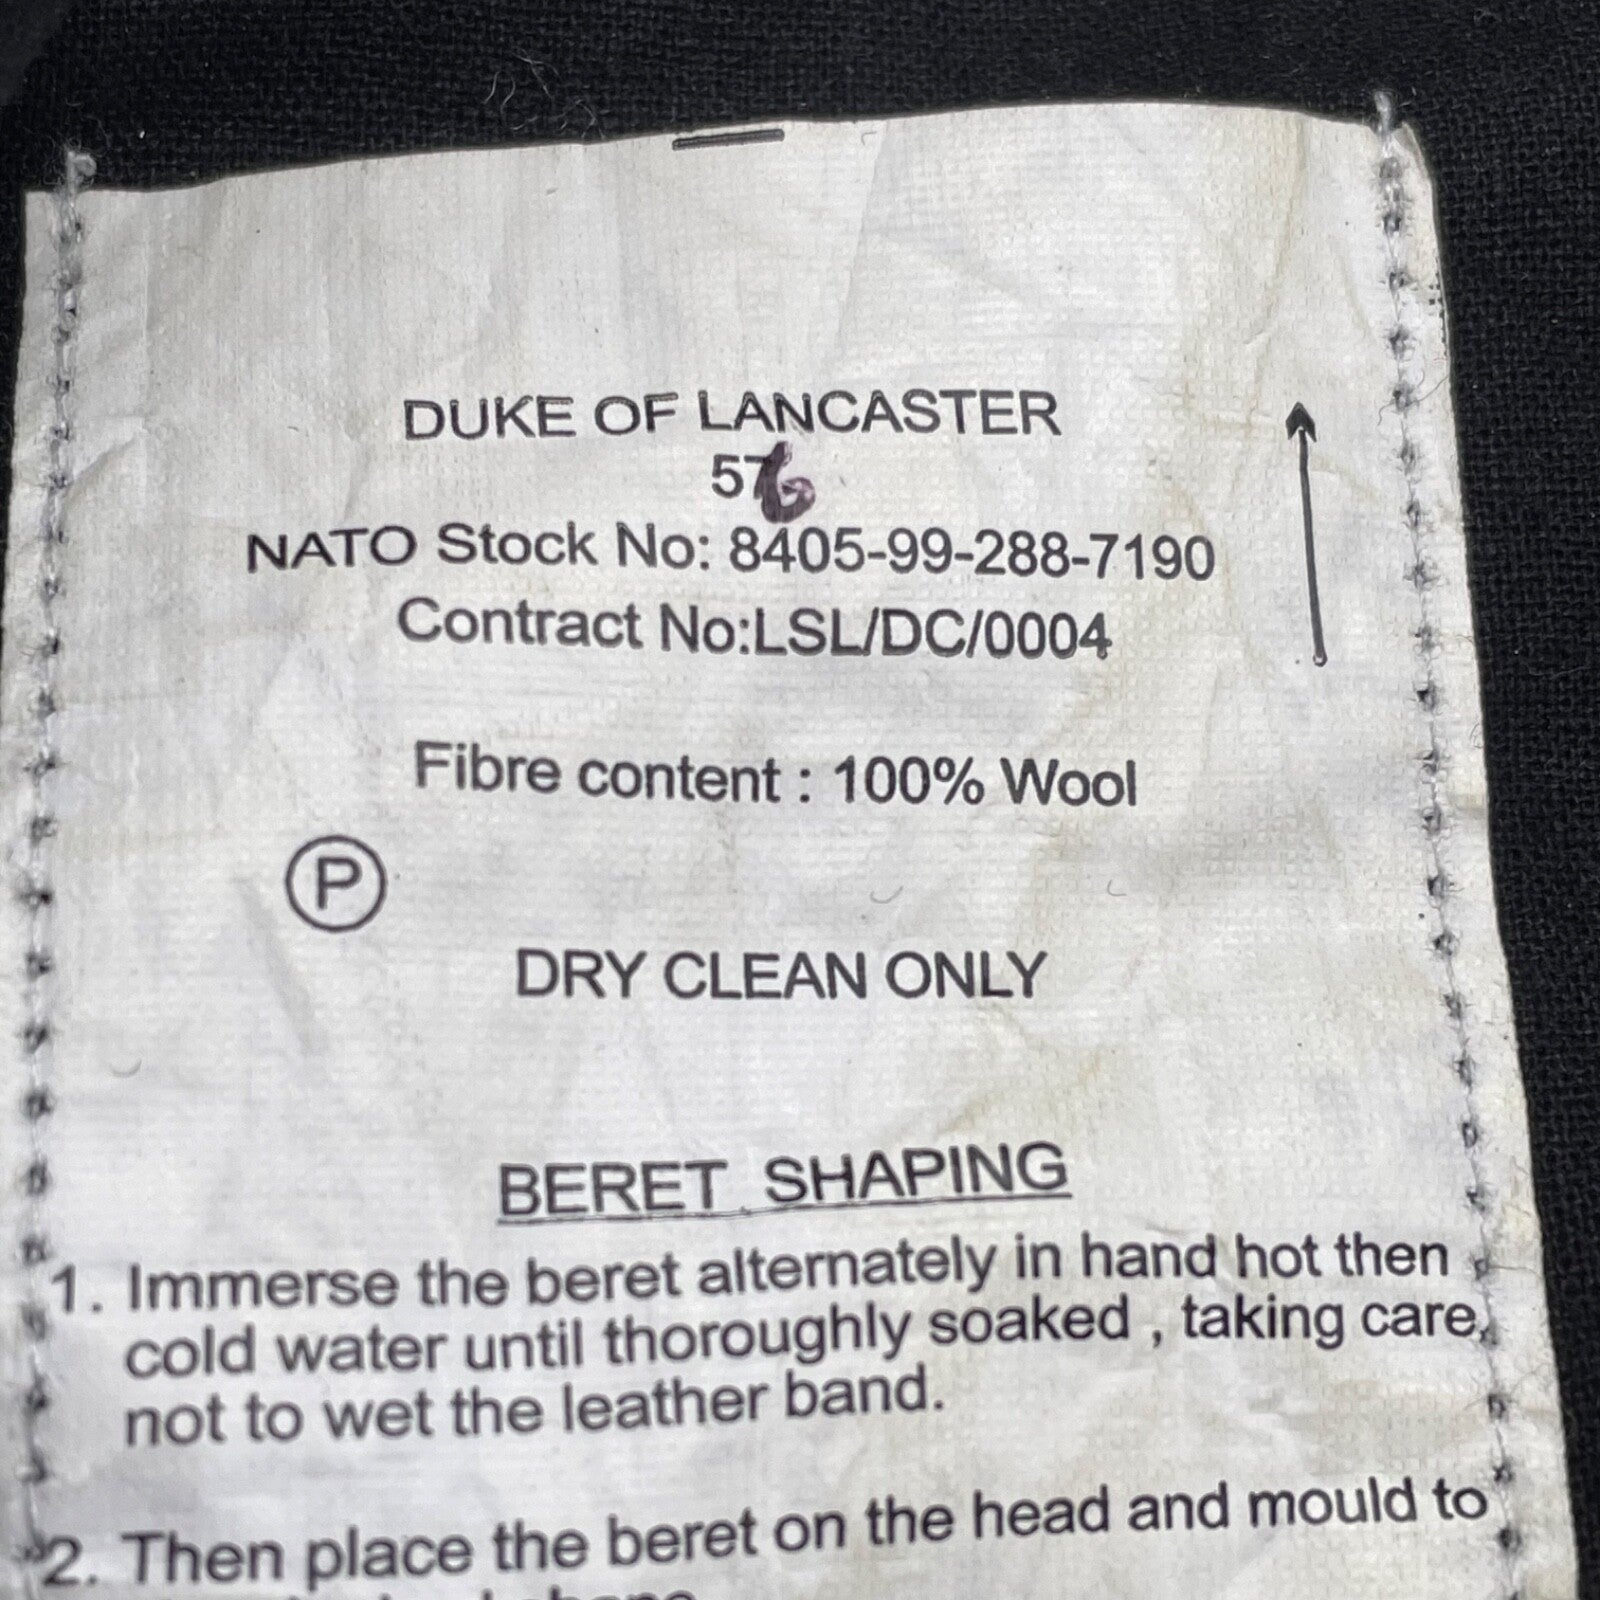 DUKE OF LANCASTER
56
NATO Stock No: 8405-99-288-7190
Contract No:LSL/DC/0004
Fibre content : 100% Wool
P
DRY CLEAN ONLY
BERET SHAPING
1. Immerse the beret alternately in hand hot then
cold water until thoroughly soaked , taking care,
not to wet the leather band.
2. Then place the beret on the head and mould to